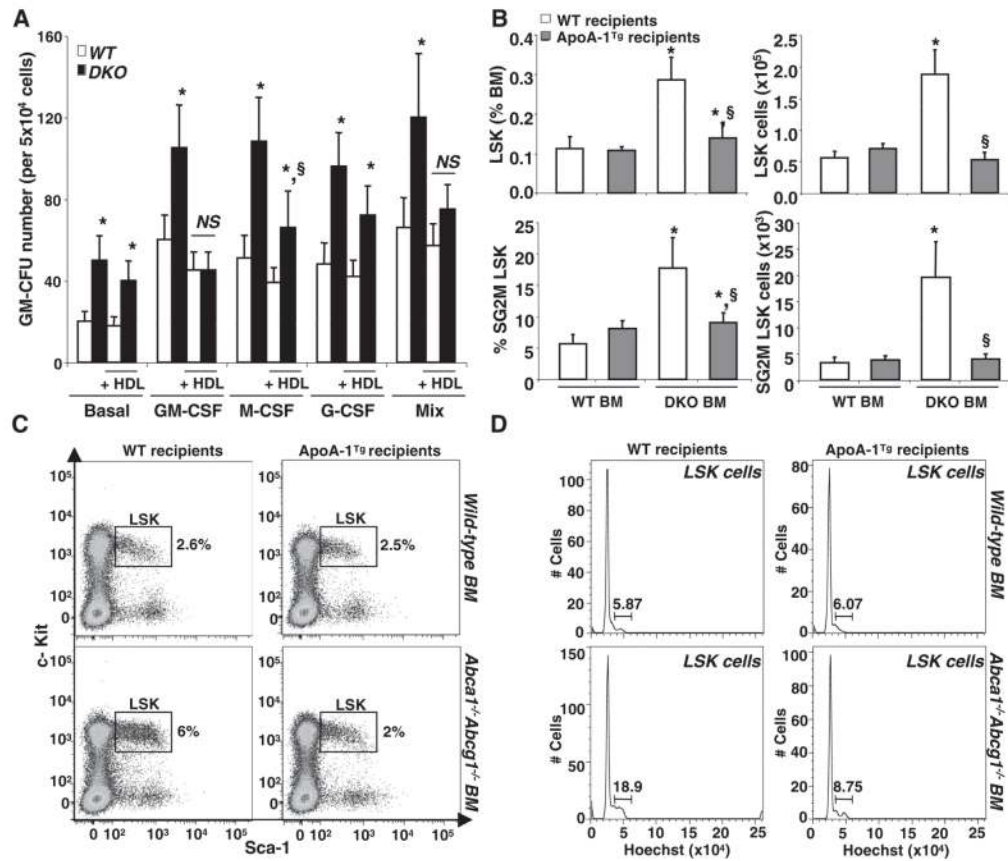 A
GM-CFU number (per 5x10⁴ cells)
160
120
80
40
0
WT
DKO
*
*
*
NS
*
*,§
*
*
*
NS
+ HDL
+ HDL
+ HDL
+ HDL
+ HDL
Basal
GM-CSF
M-CSF
G-CSF
Mix
B
WT recipients
ApoA-1ᵀᵍ recipients
LSK (% BM)
0.4
0.3
0.2
0.1
0.0
*
*,§
LSK cells (x10⁵)
2.5
2.0
1.5
1.0
0.5
0.0
*
§
% SG2M LSK
25
20
15
10
5
0
*
*,§
WT BM
DKO BM
SG2M LSK cells (x10³)
30
25
20
15
10
5
0
*
§
WT BM
DKO BM
C
WT recipients
ApoA-1ᵀᵍ recipients
10⁵
10⁴
10³
10²
0
LSK
2.6%
10⁵
10⁴
10³
10²
0
LSK
2.5%
Wild-type BM
c- Kit
10⁵
10⁴
10³
10²
0
LSK
6%
10⁵
10⁴
10³
10²
0
LSK
2%
Abca1⁻/⁻Abcg1⁻/⁻ BM
0 10² 10³ 10⁴ 10⁵
0 10² 10³ 10⁴ 10⁵
Sca-1
D
WT recipients
ApoA-1ᵀᵍ recipients
# Cells
100
80
60
40
20
0
LSK cells
5.87
# Cells
80
60
40
20
0
LSK cells
6.07
Wild-type BM
# Cells
150
100
50
0
LSK cells
18.9
# Cells
100
80
60
40
20
0
LSK cells
8.75
Abca1⁻/⁻Abcg1⁻/⁻ BM
0 5 10 15 20 25
0 5 10 15 20 25
Hoechst (x10⁴)
Hoechst (x10⁴)